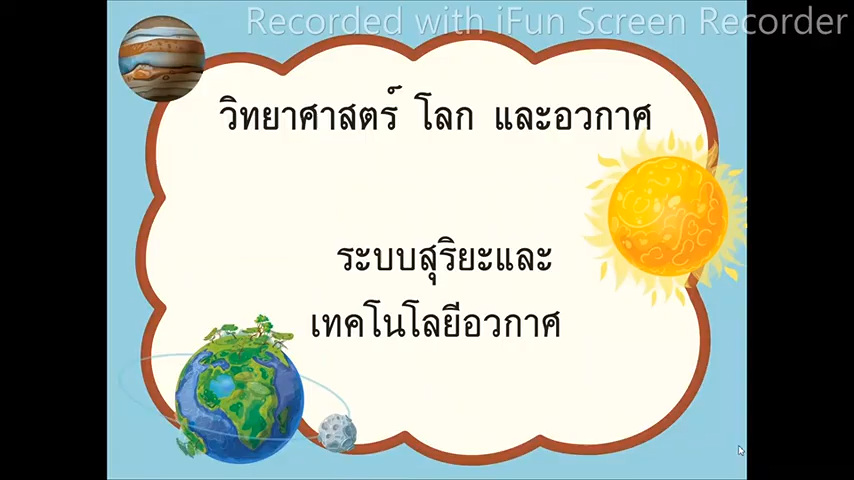 Recorded with iFun Screen Recorder
วิทยาศาสตร์ โลก และอวกาศ
ระบบสุริยะและ
เทคโนโลยีอวกาศ